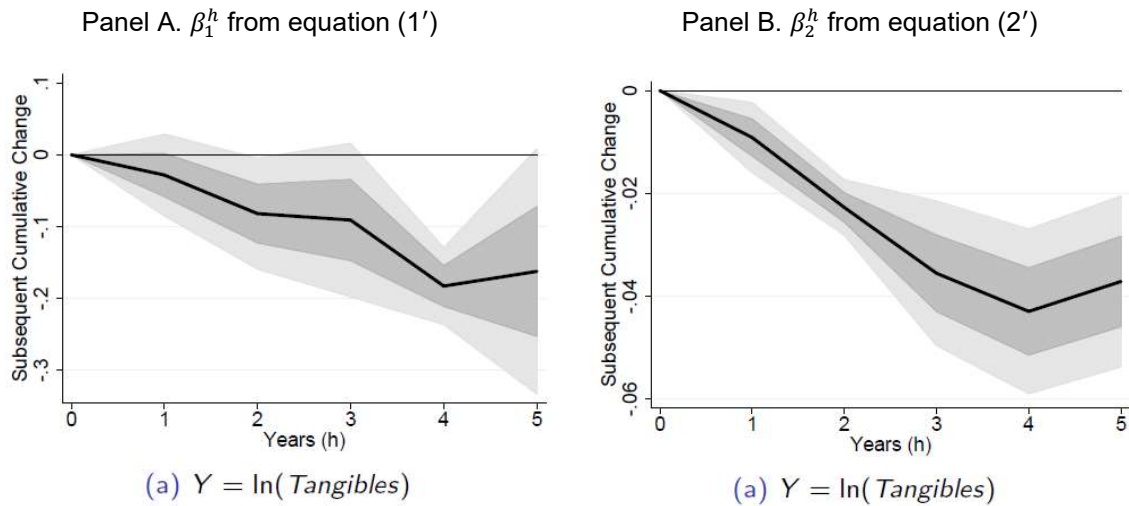 Panel A. $\beta_1^h$ from equation (1′)
Panel B. $\beta_2^h$ from equation (2′)
Subsequent Cumulative Change
.1
0
-.1
-.2
-.3
0 1 2 3 4 5
Years (h)
(a) Y = ln(Tangibles)
Subsequent Cumulative Change
0
-.02
-.04
-.06
0 1 2 3 4 5
Years (h)
(a) Y = ln(Tangibles)